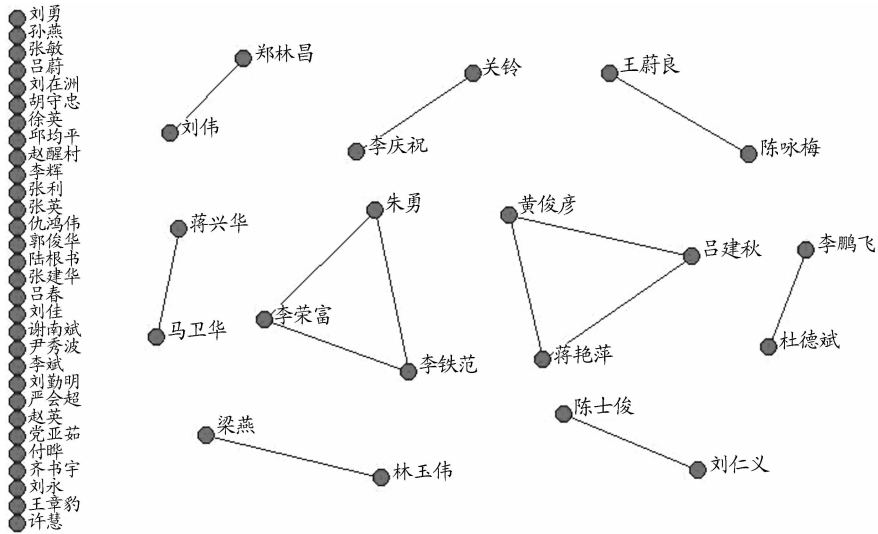 刘勇
孙燕
张敏
吕蔚
刘在洲
胡守忠
徐英
邱均平
赵醒村
李辉
张利
张英
仇鸿伟
郭俊华
陆根书
张建华
吕春
刘佳
谢南斌
尹秀波
李斌
刘勤明
严会超
赵英
党亚茹
付晔
齐书宇
刘永
王章豹
许慧
郑林昌
关铃
王蔚良
刘伟
李庆祝
陈咏梅
朱勇
黄俊彦
蒋兴华
吕建秋
李鹏飞
李荣富
马卫华
杜德斌
蒋艳萍
李铁范
陈士俊
梁燕
刘仁义
林玉伟